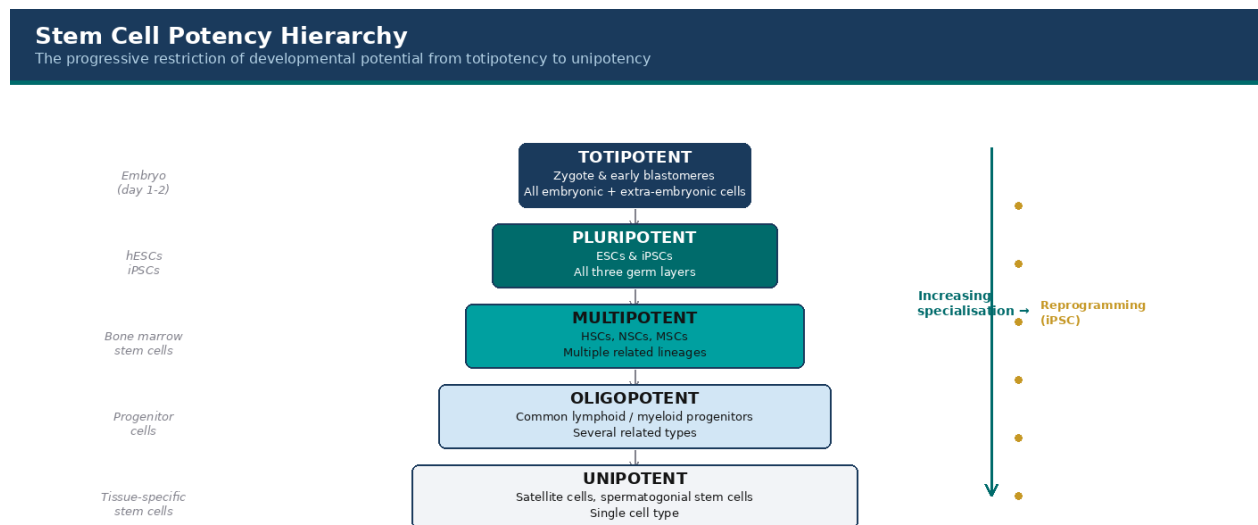 Stem Cell Potency Hierarchy
The progressive restriction of developmental potential from totipotency to unipotency
Embryo
(day 1-2)
TOTIPOTENT
Zygote & early blastomeres
All embryonic + extra-embryonic cells
hESCs
iPSCs
PLURIPOTENT
ESCs & iPSCs
All three germ layers
Increasing
specialisation →
Reprogramming
(iPSC)
Bone marrow
stem cells
MULTIPOTENT
HSCs, NSCs, MSCs
Multiple related lineages
Progenitor
cells
OLIGOPOTENT
Common lymphoid / myeloid progenitors
Several related types
Tissue-specific
stem cells
UNIPOTENT
Satellite cells, spermatogonial stem cells
Single cell type